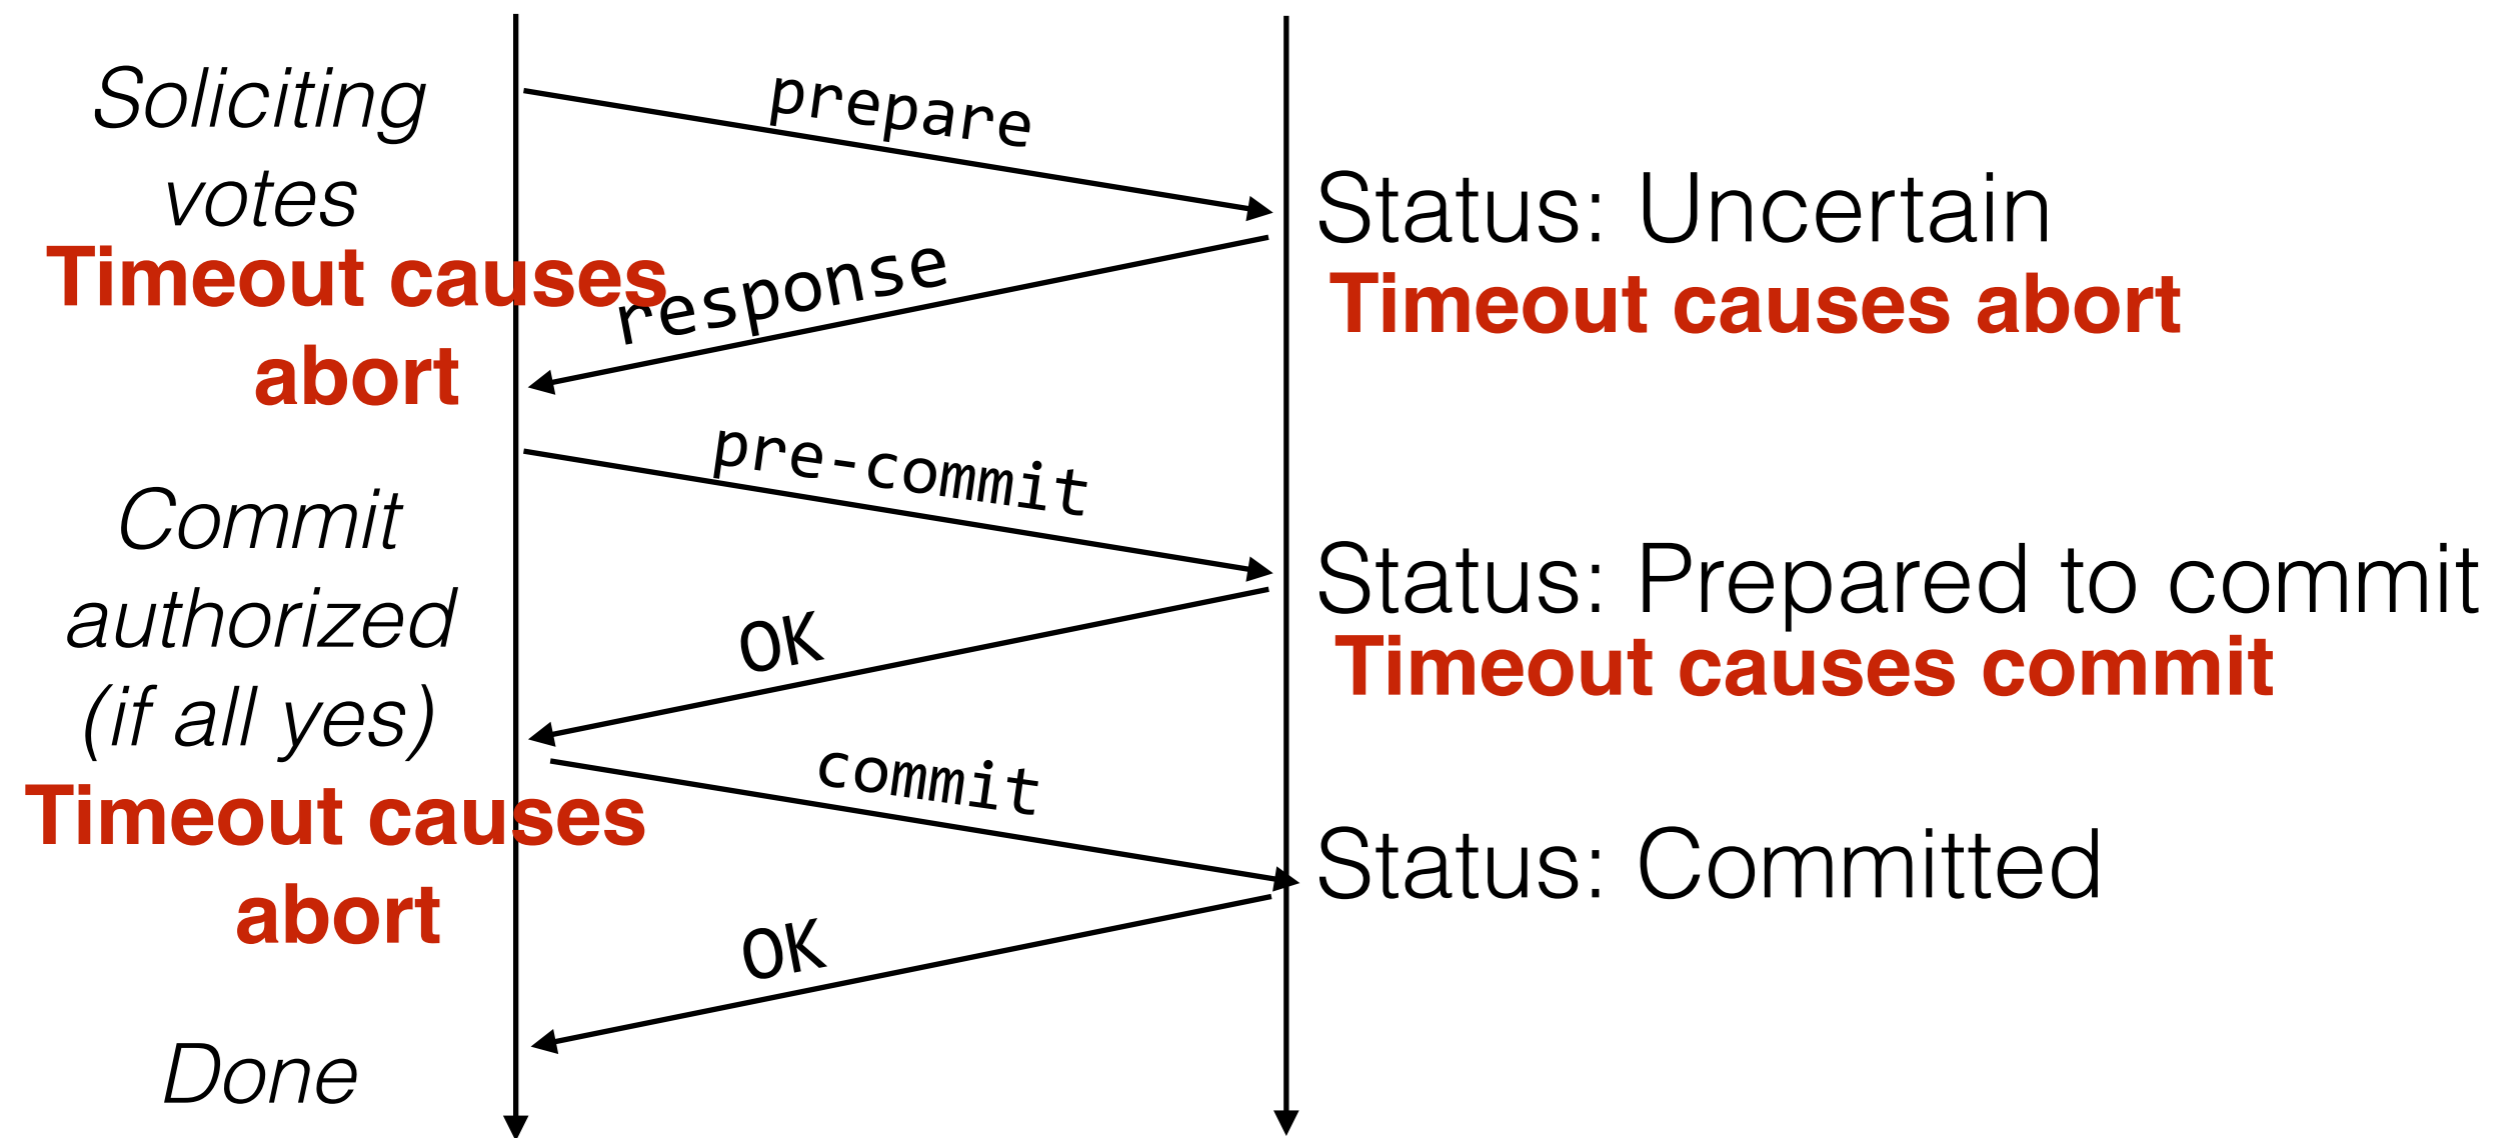 Soliciting
votes
Timeout causes
abort
prepare
Status: Uncertain
Timeout causes abort
response
Commit
authorized
(if all yes)
Timeout causes
abort
pre-commit
Status: Prepared to commit
Timeout causes commit
OK
commit
Status: Committed
OK
Done